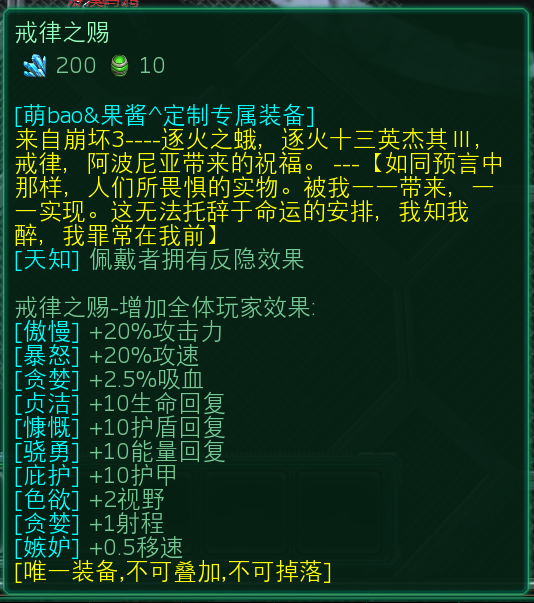 戒律之赐
200 10
[萌bao&果酱^定制专属装备]
来自崩坏3----逐火之蛾，逐火十三英杰其Ⅲ，
戒律，阿波尼亚带来的祝福。 ---【如同预言中
那样，人们所畏惧的实物。被我一一带来，一
一实现。这无法托辞于命运的安排，我知我
醉，我罪常在我前】
[天知] 佩戴者拥有反隐效果
戒律之赐-增加全体玩家效果:
[傲慢] +20%攻击力
[暴怒] +20%攻速
[贪婪] +2.5%吸血
[贞洁] +10生命回复
[慷慨] +10护盾回复
[骁勇] +10能量回复
[庇护] +10护甲
[色欲] +2视野
[贪婪] +1射程
[嫉妒] +0.5移速
[唯一装备,不可叠加,不可掉落]